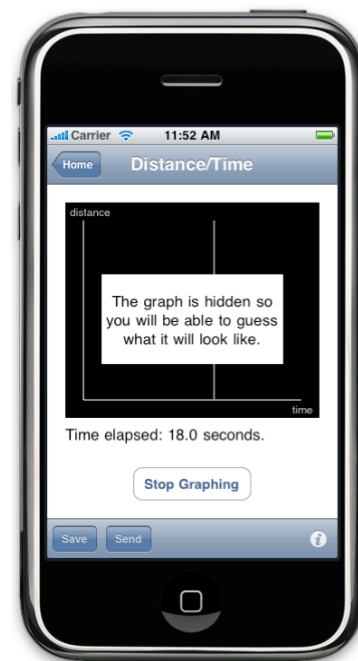 Carrier 11:52 AM
Home Distance/Time
distance
The graph is hidden so
you will be able to guess
what it will look like.
time
Time elapsed: 18.0 seconds.
Stop Graphing
Save Send